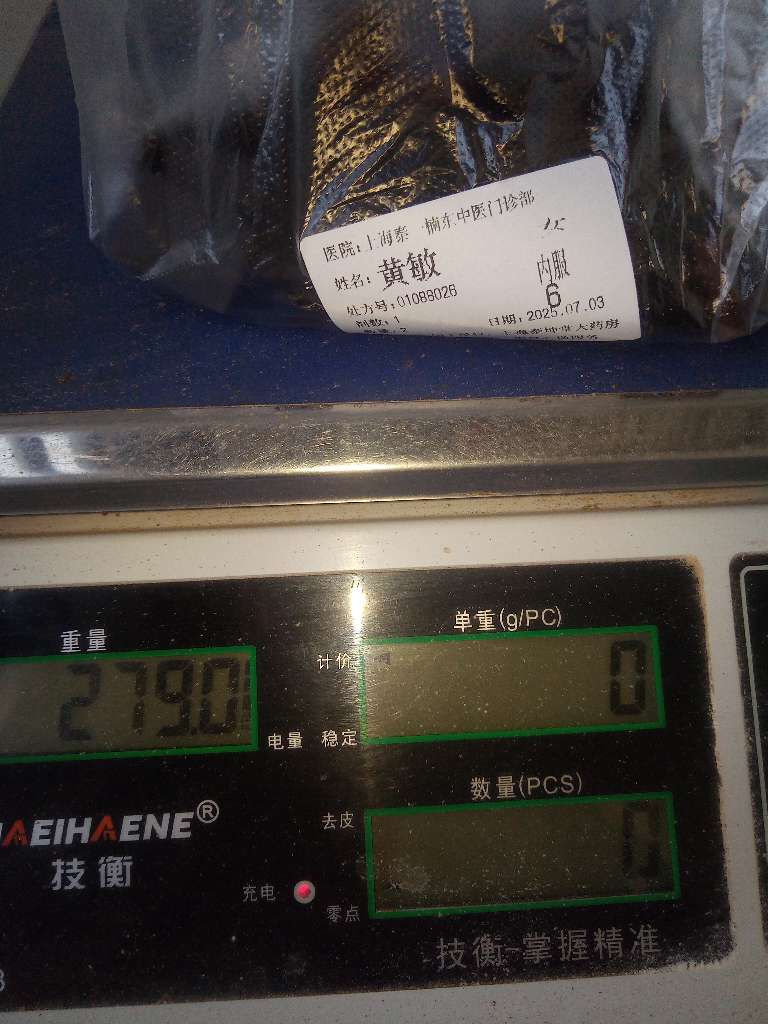 医院：上海泰一楠东中医门诊部
姓名：黄敏
内服
处方号：01088026
6
剂数：1
日期：2025.07.03
重量
单重(g/PC)
279.0
计价
0
电量
稳定
数量(PCS)
去皮
0
AEIHAENE®
技衡
充电
零点
技衡-掌握精准